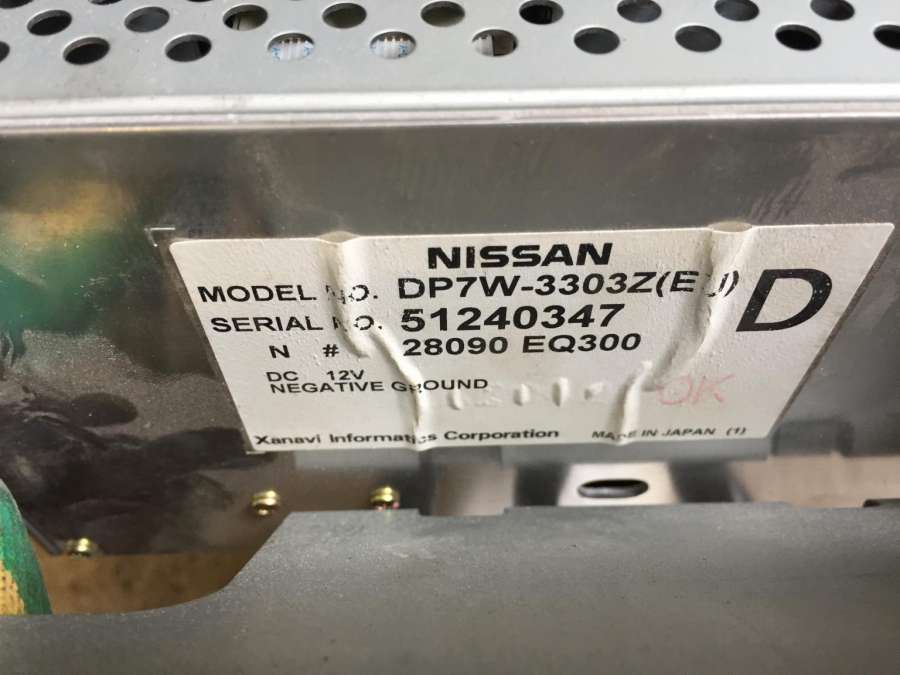 NISSAN
MODEL NO. DP7W-3303Z
D
SERIAL NO. 51240347
N # 28090 EQ300
DC 12V
NEGATIVE GROUND
OK
Xanavi Informatics Corporation MADE IN JAPAN (1)